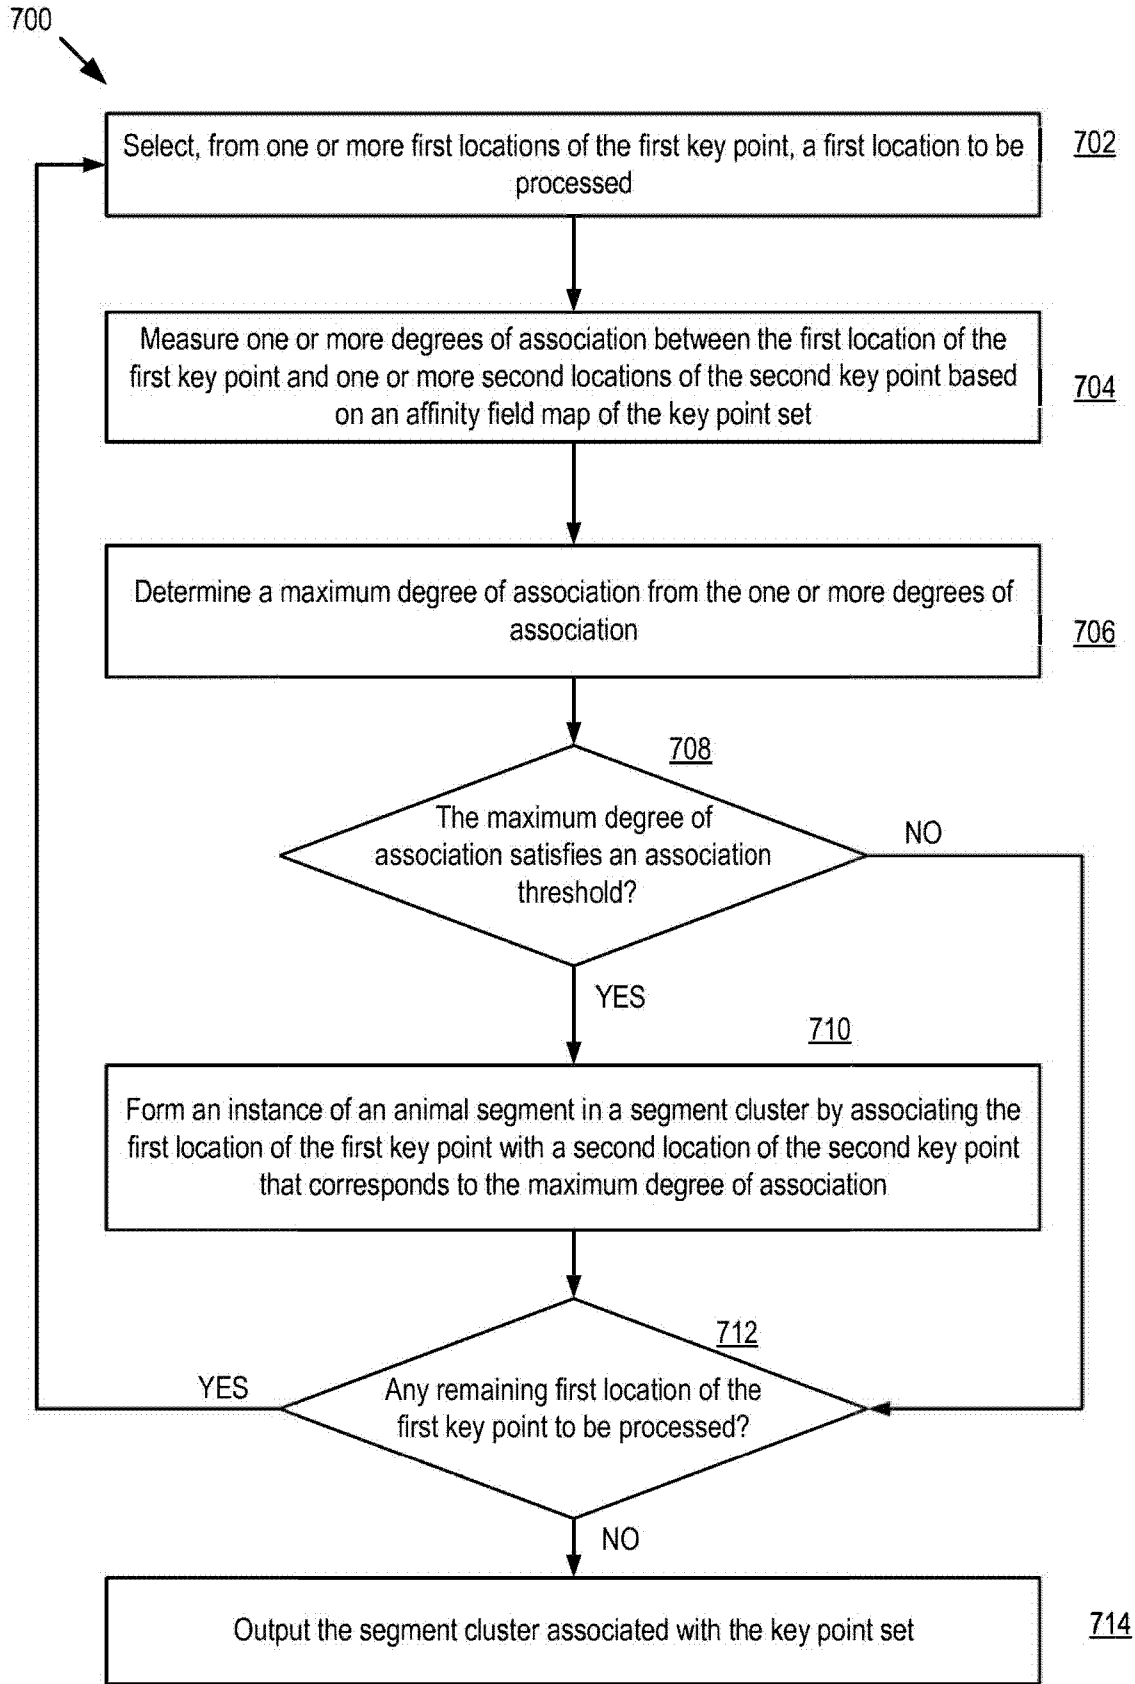 700
Select, from one or more first locations of the first key point, a first location to be
processed
702
Measure one or more degrees of association between the first location of the
first key point and one or more second locations of the second key point based
on an affinity field map of the key point set
704
Determine a maximum degree of association from the one or more degrees of
association
706
708
The maximum degree of
association satisfies an association
threshold?
NO
YES
710
Form an instance of an animal segment in a segment cluster by associating the
first location of the first key point with a second location of the second key point
that corresponds to the maximum degree of association
712
YES
Any remaining first location of the
first key point to be processed?
NO
Output the segment cluster associated with the key point set
714